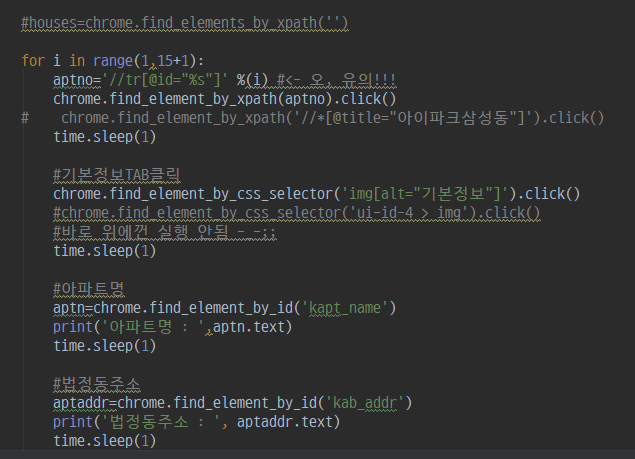 #houses=chrome.find_elements_by_xpath('')
for i in range(1,15+1):
aptno='//tr[@id="%s"]' %(i) #<- 오, 유의!!!
chrome.find_element_by_xpath(aptno).click()
# chrome.find_element_by_xpath('//*[@title="아이파크삼성동"]').click()
time.sleep(1)
#기본정보TAB클릭
chrome.find_element_by_css_selector('img[alt="기본정보"]').click()
#chrome.find_element_by_css_selector('ui-id-4 > img').click()
#바로 위에껀 실행 안됨 -_-;;
time.sleep(1)
#아파트명
aptn=chrome.find_element_by_id('kapt_name')
print('아파트명 : ',aptn.text)
time.sleep(1)
#법정동주소
aptaddr=chrome.find_element_by_id('kab_addr')
print('법정동주소 : ', aptaddr.text)
time.sleep(1)